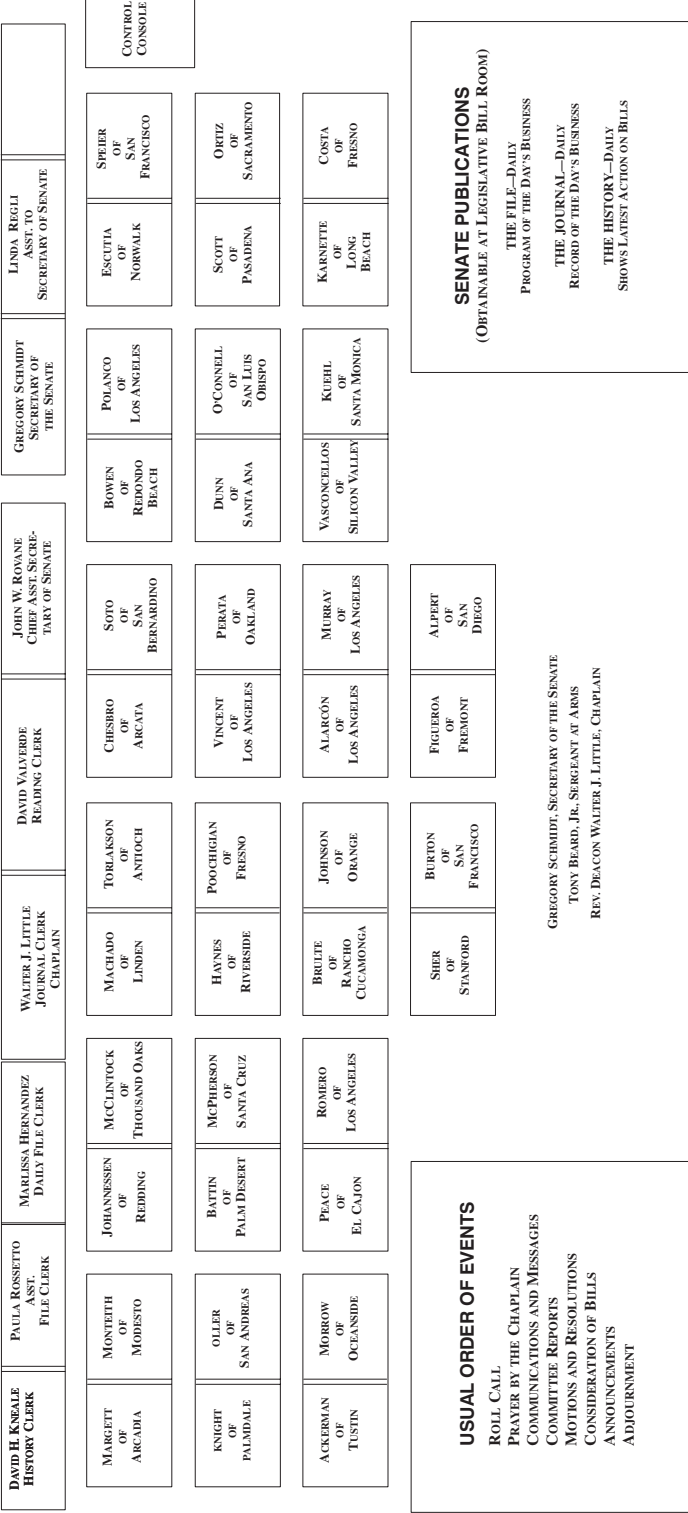 DAVID H. KNEALE
HISTORY CLERK
PAULA ROSSETTO
ASST.
FILE CLERK
MARLISSA HERNANDEZ
DAILY FILE CLERK
WALTER J. LITTLE
JOURNAL CLERK
CHAPLAIN
DAVID VALVERDE
READING CLERK
JOHN W. ROVANE
CHIEF ASST. SECRE-
TARY OF SENATE
GREGORY SCHMIDT
SECRETARY OF
THE SENATE
LINDA REGLI
ASST. TO
SECRETARY OF SENATE
MARGETT
OF
ARCADIA
MONTEITH
OF
MODESTO
JOHANNESSEN
OF
REDDING
MCCLINTOCK
OF
THOUSAND OAKS
MACHADO
OF
LINDEN
TORLAKSON
OF
ANTIOCH
CHESBRO
OF
ARCATA
SOTO
OF
SAN
BERNARDINO
BOWEN
OF
REDONDO
BEACH
POLANCO
OF
LOS ANGELES
ESCUTIA
OF
NORWALK
SPEIER
OF
SAN
FRANCISCO
CONTROL
CONSOLE
KNIGHT
OF
PALMDALE
OLLER
OF
SAN ANDREAS
BATTIN
OF
PALM DESERT
MCPHERSON
OF
SANTA CRUZ
HAYNES
OF
RIVERSIDE
POOCHIGIAN
OF
FRESNO
VINCENT
OF
LOS ANGELES
PERATA
OF
OAKLAND
DUNN
OF
SANTA ANA
O'CONNELL
OF
SAN LUIS
OBISPO
SCOTT
OF
PASADENA
ORTIZ
OF
SACRAMENTO
ACKERMAN
OF
TUSTIN
MORROW
OF
OCEANSIDE
PEACE
OF
EL CAJON
ROMERO
OF
LOS ANGELES
BRULTE
OF
RANCHO
CUCAMONGA
JOHNSON
OF
ORANGE
ALARCÓN
OF
LOS ANGELES
MURRAY
OF
LOS ANGELES
VASCONCELLOS
OF
SILICON VALLEY
KUEHL
OF
SANTA MONICA
KARNETTE
OF
LONG
BEACH
COSTA
OF
FRESNO
SHER
OF
STANFORD
BURTON
OF
SAN
FRANCISCO
FIGUEROA
OF
FREMONT
ALPERT
OF
SAN
DIEGO
USUAL ORDER OF EVENTS
ROLL CALL
PRAYER BY THE CHAPLAIN
COMMUNICATIONS AND MESSAGES
COMMITTEE REPORTS
MOTIONS AND RESOLUTIONS
CONSIDERATION OF BILLS
ANNOUNCEMENTS
ADJOURNMENT
GREGORY SCHMIDT, SECRETARY OF THE SENATE
TONY BEARD, JR., SERGEANT AT ARMS
REV. DEACON WALTER J. LITTLE, CHAPLAIN
SENATE PUBLICATIONS
(OBTAINABLE AT LEGISLATIVE BILL ROOM)
THE FILE—DAILY
PROGRAM OF THE DAY'S BUSINESS
THE JOURNAL—DAILY
RECORD OF THE DAY'S BUSINESS
THE HISTORY—DAILY
SHOWS LATEST ACTION ON BILLS